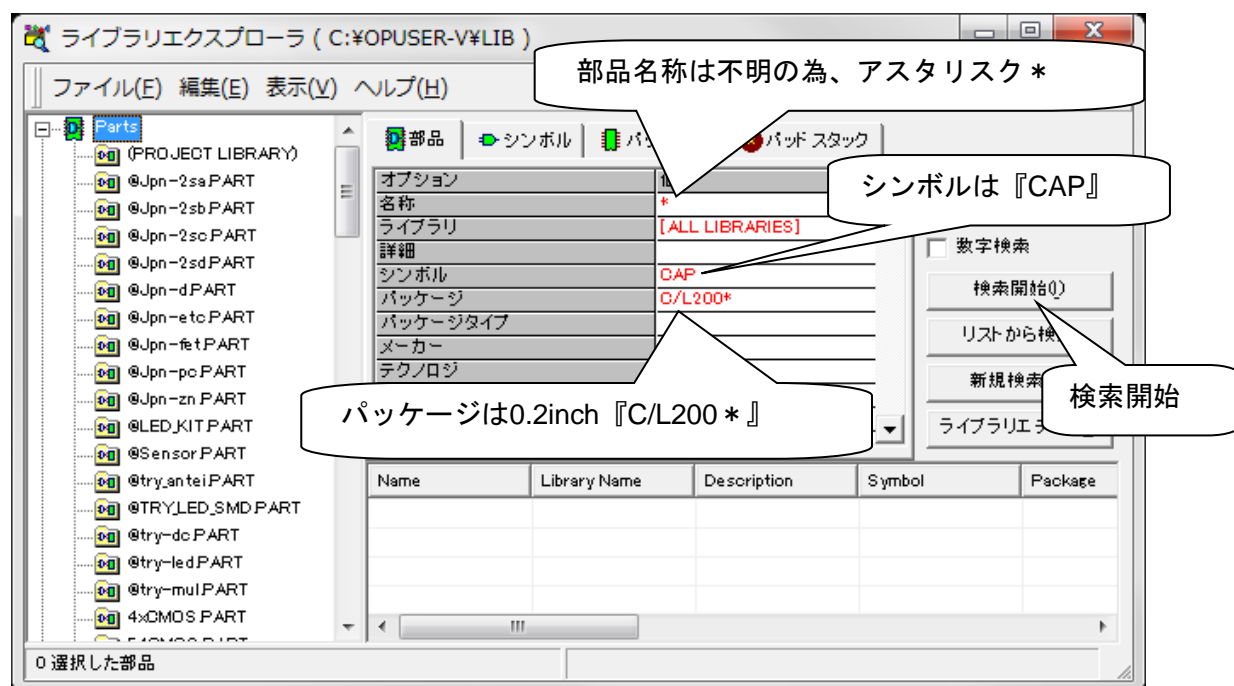 ライブラリエクスプローラ ( C:¥OPUSER-V¥LIB )
部品名称は不明の為、アスタリスク＊
ファイル(F) 編集(E) 表示(V) ヘルプ(H)
Parts
(PROJECT LIBRARY)
@Jpn-2sa.PART
@Jpn-2sb.PART
@Jpn-2sc.PART
@Jpn-2sd.PART
@Jpn-d.PART
@Jpn-etc.PART
@Jpn-fet.PART
@Jpn-pc.PART
@Jpn-zn.PART
@LED_KIT.PART
@Sensor.PART
@try_antei.PART
@TRY_LED_SMD.PART
@try-dc.PART
@try-led.PART
@try-mul.PART
4xCMOS.PART
部品 シンボル パッドスタック
シンボルは『CAP』
オプション
名称 *
ライブラリ [ALL LIBRARIES]
詳細
シンボル CAP
パッケージ C/L200*
パッケージタイプ
メーカー
テクノロジ
パッケージは0.2inch『C/L200＊』
数字検索
検索開始(I)
リストから検
新規検索
ライブラリエ
検索開始
Name Library Name Description Symbol Package
0 選択した部品